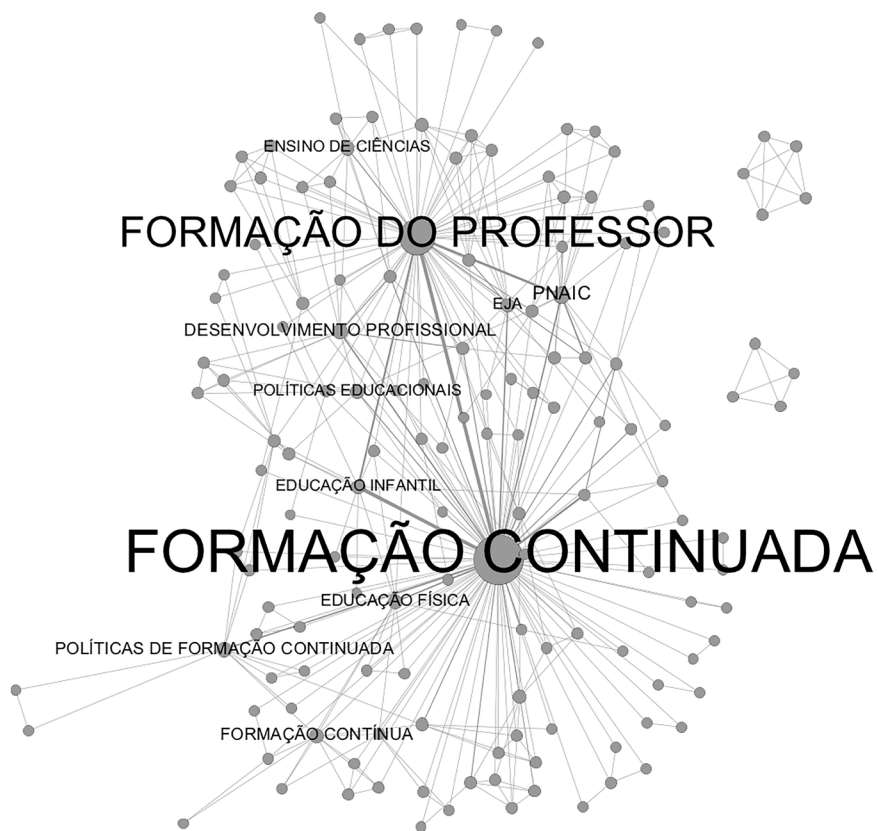 ENSINO DE CIÊNCIAS
FORMAÇÃO DO PROFESSOR
PNAIC
EJA
DESENVOLVIMENTO PROFISSIONAL
POLÍTICAS EDUCACIONAIS
EDUCAÇÃO INFANTIL
FORMAÇÃO CONTINUADA
EDUCAÇÃO FÍSICA
POLÍTICAS DE FORMAÇÃO CONTINUADA
FORMAÇÃO CONTÍNUA